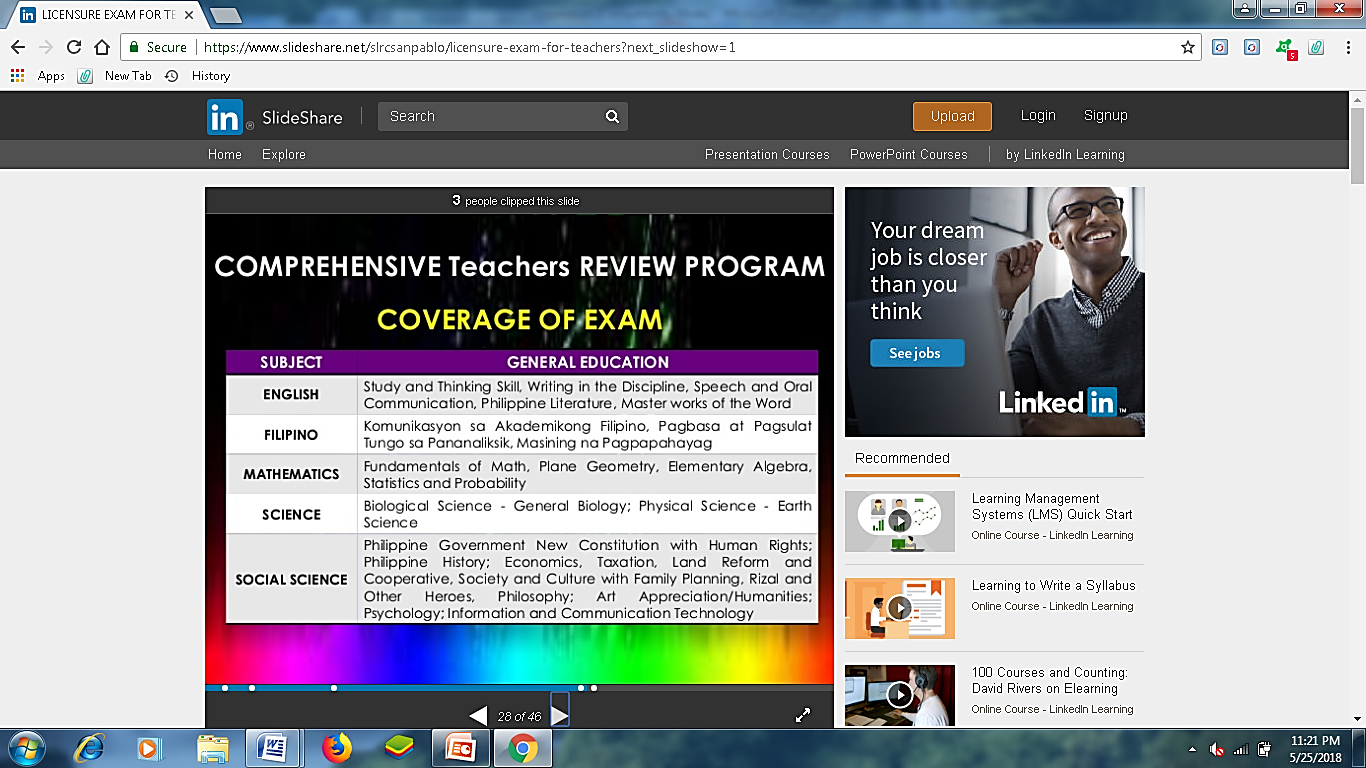 LICENSURE EXAM FOR TE
Secure
https://www.slideshare.net/slrcsanpablo/licensure-exam-for-teachers?next_slideshow=1
S
Apps
New Tab
History
in ® SlideShare
Search
Upload
Login
Signup
Home
Explore
Presentation Courses
PowerPoint Courses
by LinkedIn Learning
3 people clipped this slide
COMPREHENSIVE Teachers REVIEW PROGRAM
COVERAGE OF EXAM
SUBJECT
GENERAL EDUCATION
ENGLISH
Study and Thinking Skill, Writing in the Discipline, Speech and Oral
Communication, Philippine Literature, Master works of the Word
FILIPINO
Komunikasyon sa Akademikong Filipino, Pagbasa at Pagsulat
Tungo sa Pananaliksik, Masining na Pagpapahayag
MATHEMATICS
Fundamentals of Math, Plane Geometry, Elementary Algebra,
Statistics and Probability
SCIENCE
Biological Science - General Biology; Physical Science - Earth
Science
SOCIAL SCIENCE
Philippine Government New Constitution with Human Rights;
Philippine History; Economics, Taxation, Land Reform and
Cooperative, Society and Culture with Family Planning, Rizal and
Other Heroes, Philosophy; Art Appreciation/Humanities;
Psychology; Information and Communication Technology
28 of 46
Your dream
job is closer
than you
think
See jobs
Linked in ™
Recommended
Learning Management
Systems (LMS) Quick Start
Online Course - LinkedIn Learning
Learning to Write a Syllabus
Online Course - LinkedIn Learning
100 Courses and Counting:
David Rivers on Elearning
Online Course - LinkedIn Learning
11:21 PM
5/25/2018